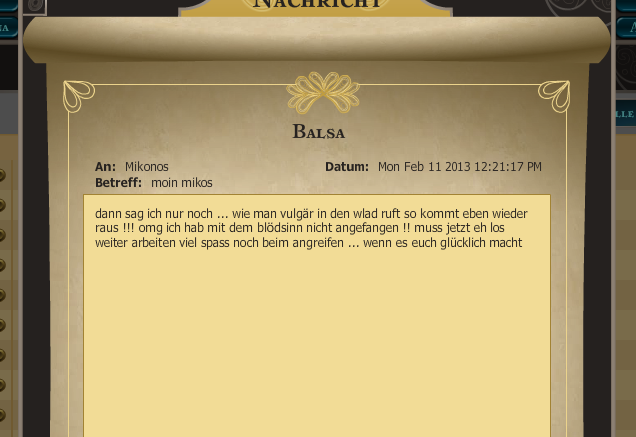 Nachricht
Balsa
An: Mikonos Datum: Mon Feb 11 2013 12:21:17 PM
Betreff: moin mikos
dann sag ich nur noch ... wie man vulgär in den wlad ruft so kommt eben wieder
raus !!! omg ich hab mit dem blödsinn nicht angefangen !! muss jetzt eh los
weiter arbeiten viel spass noch beim angreifen ... wenn es euch glücklich macht